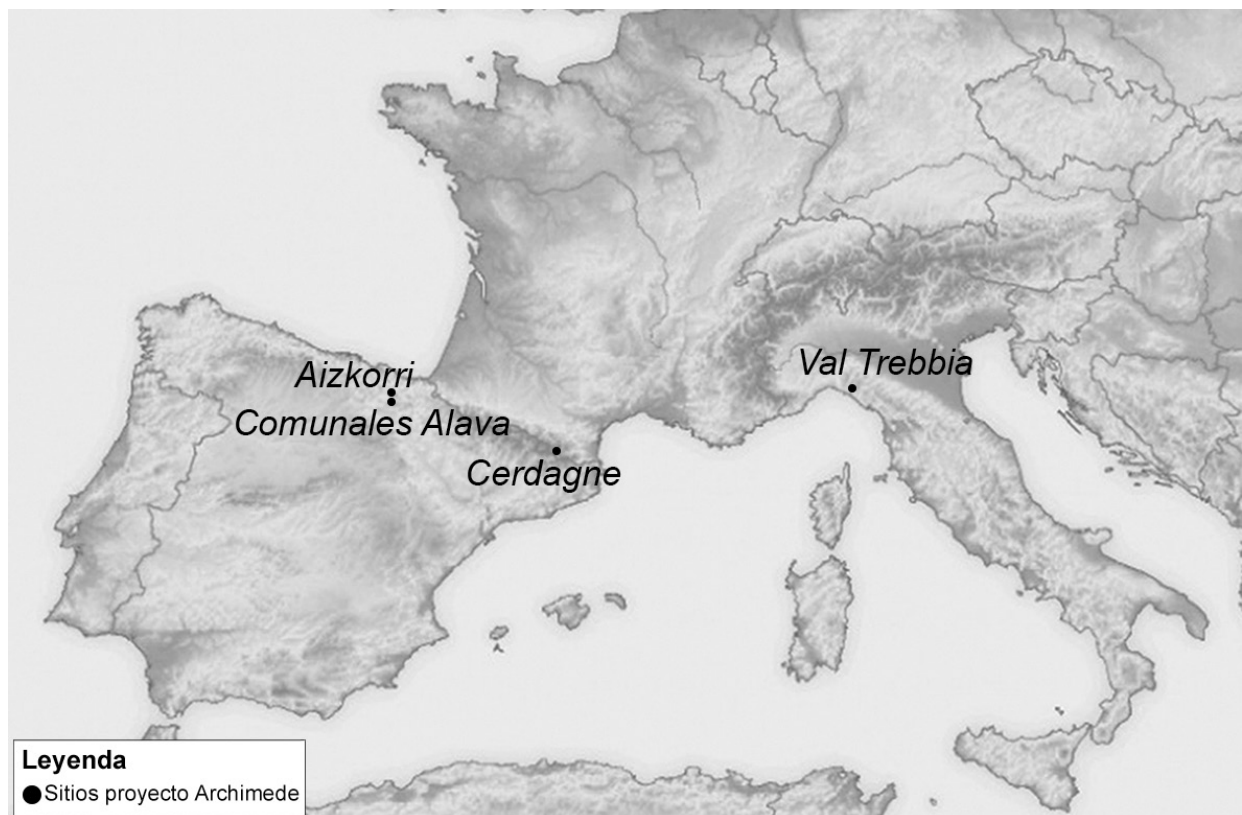 Val Trebbia
Aizkorri
Comunales Alava
Cerdagne
Leyenda
Sitios proyecto Archimede